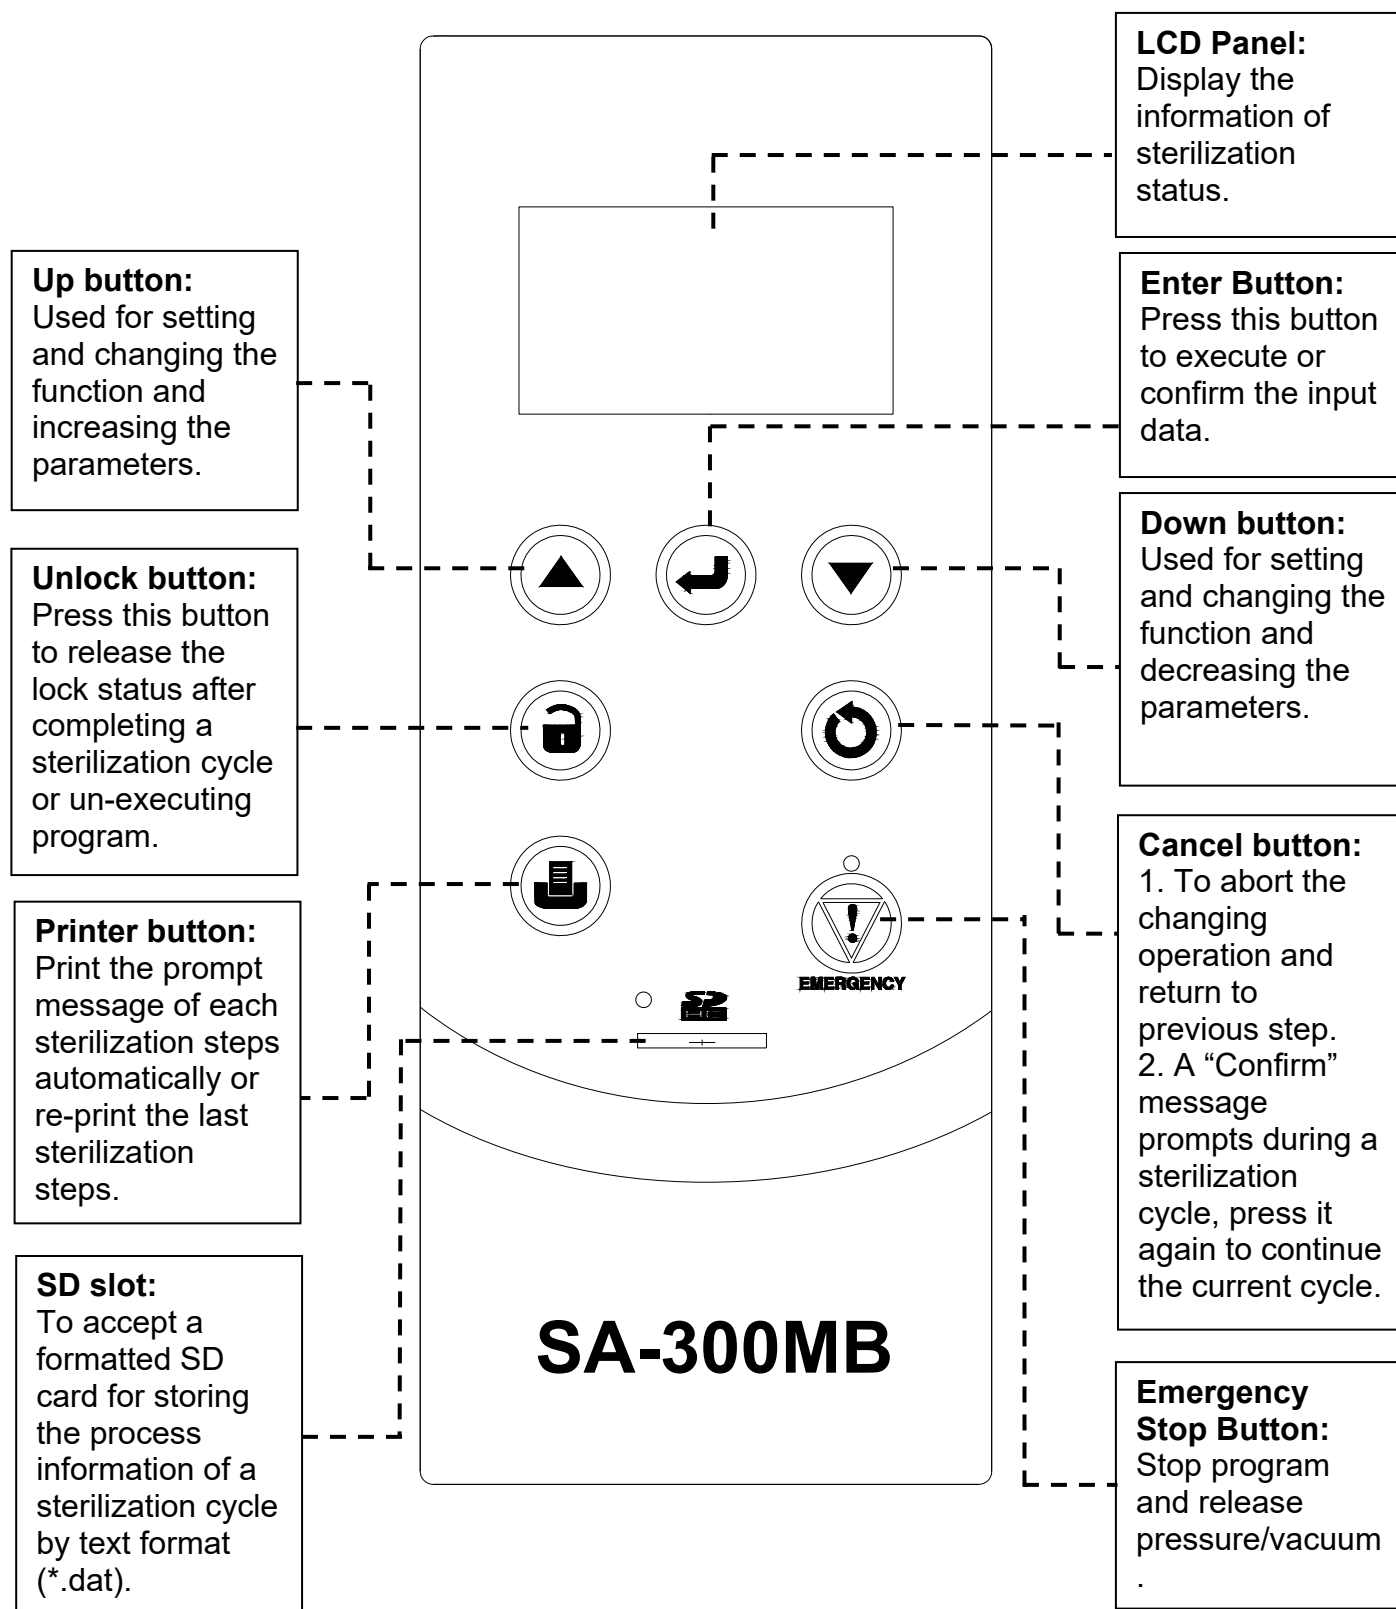 LCD Panel:
Display the
information of
sterilization
status.
Up button:
Used for setting
and changing the
function and
increasing the
parameters.
Enter Button:
Press this button
to execute or
confirm the input
data.
Down button:
Used for setting
and changing the
function and
decreasing the
parameters.
Unlock button:
Press this button
to release the
lock status after
completing a
sterilization cycle
or un-executing
program.
Cancel button:
1. To abort the
changing
operation and
return to
previous step.
2. A “Confirm”
message
prompts during a
sterilization
cycle, press it
again to continue
the current cycle.
Printer button:
Print the prompt
message of each
sterilization steps
automatically or
re-print the last
sterilization
steps.
EMERGENCY
SD
SD slot:
To accept a
formatted SD
card for storing
the process
information of a
sterilization cycle
by text format
(*.dat).
SA-300MB
Emergency
Stop Button:
Stop program
and release
pressure/vacuum
.